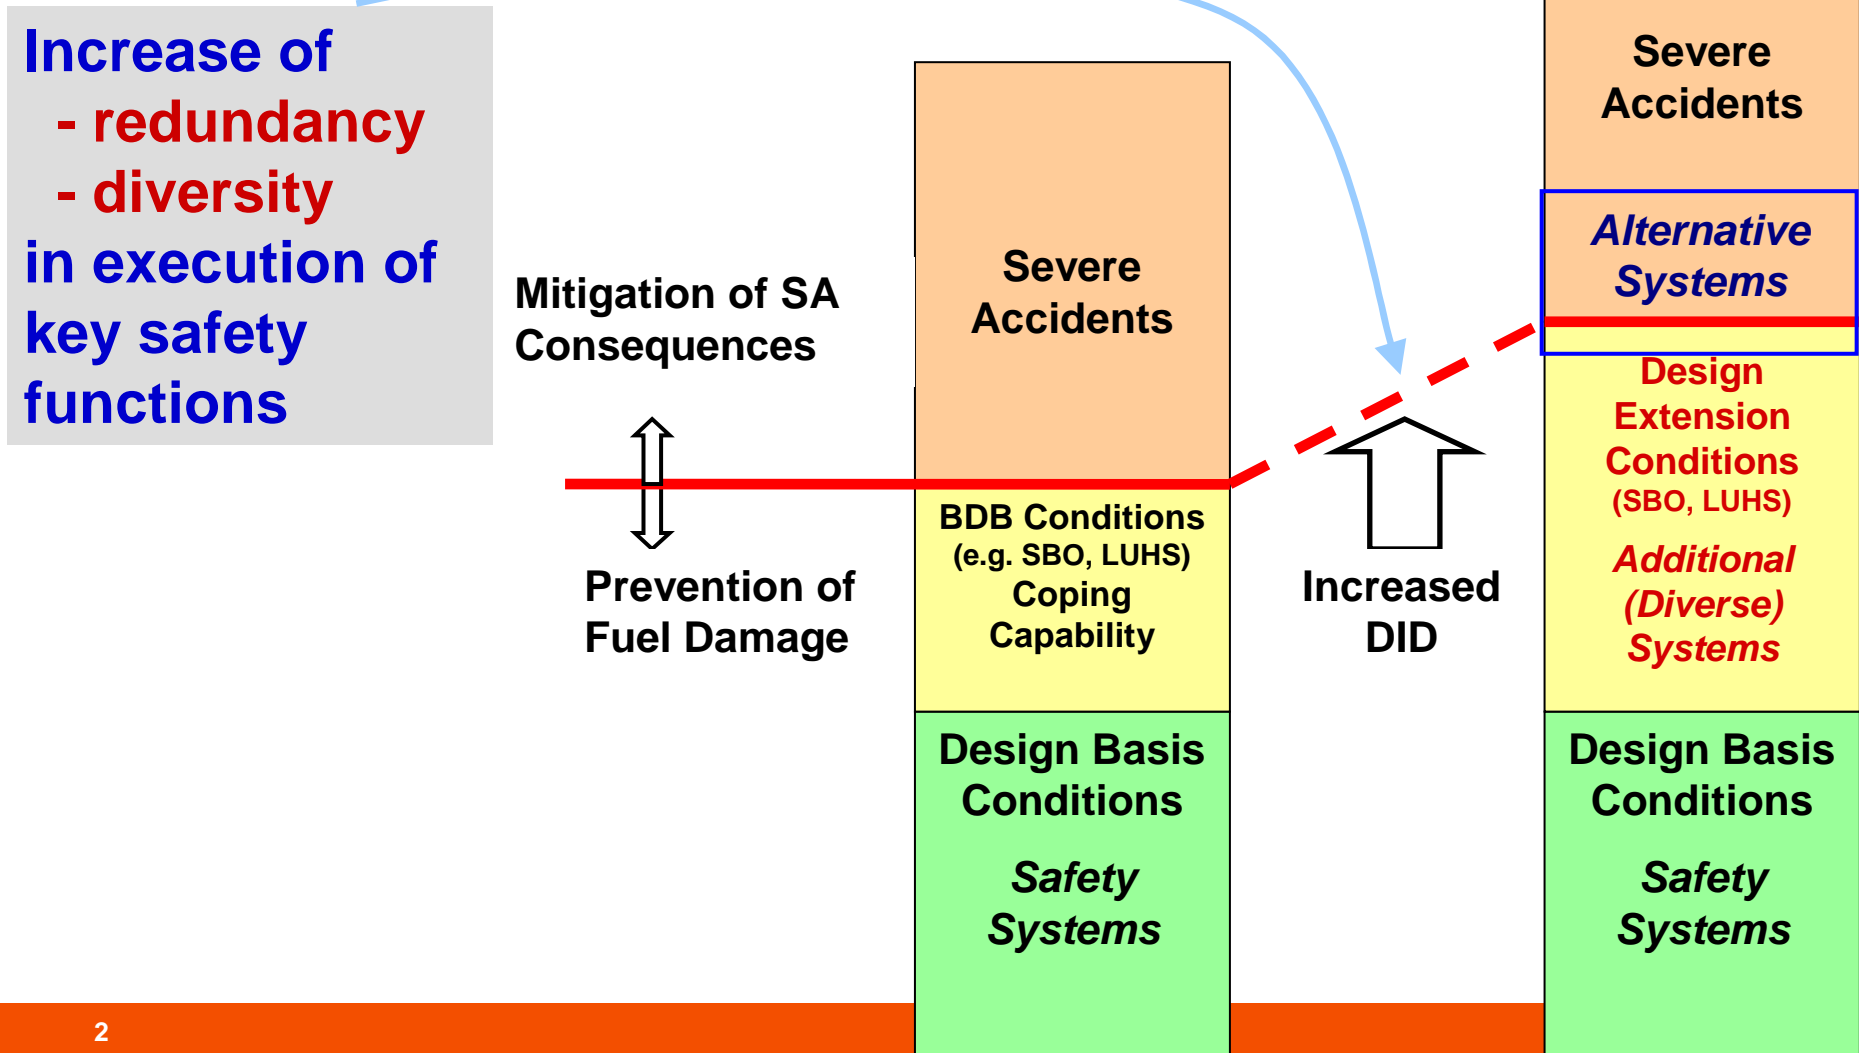 Increase of
- redundancy
- diversity
in execution of
key safety
functions
Mitigation of SA
Consequences
Prevention of
Fuel Damage
Severe
Accidents
BDB Conditions
(e.g. SBO, LUHS)
Coping
Capability
Design Basis
Conditions
Safety
Systems
Increased
DID
Severe
Accidents
Alternative
Systems
Design
Extension
Conditions
(SBO, LUHS)
Additional
(Diverse)
Systems
Design Basis
Conditions
Safety
Systems
2